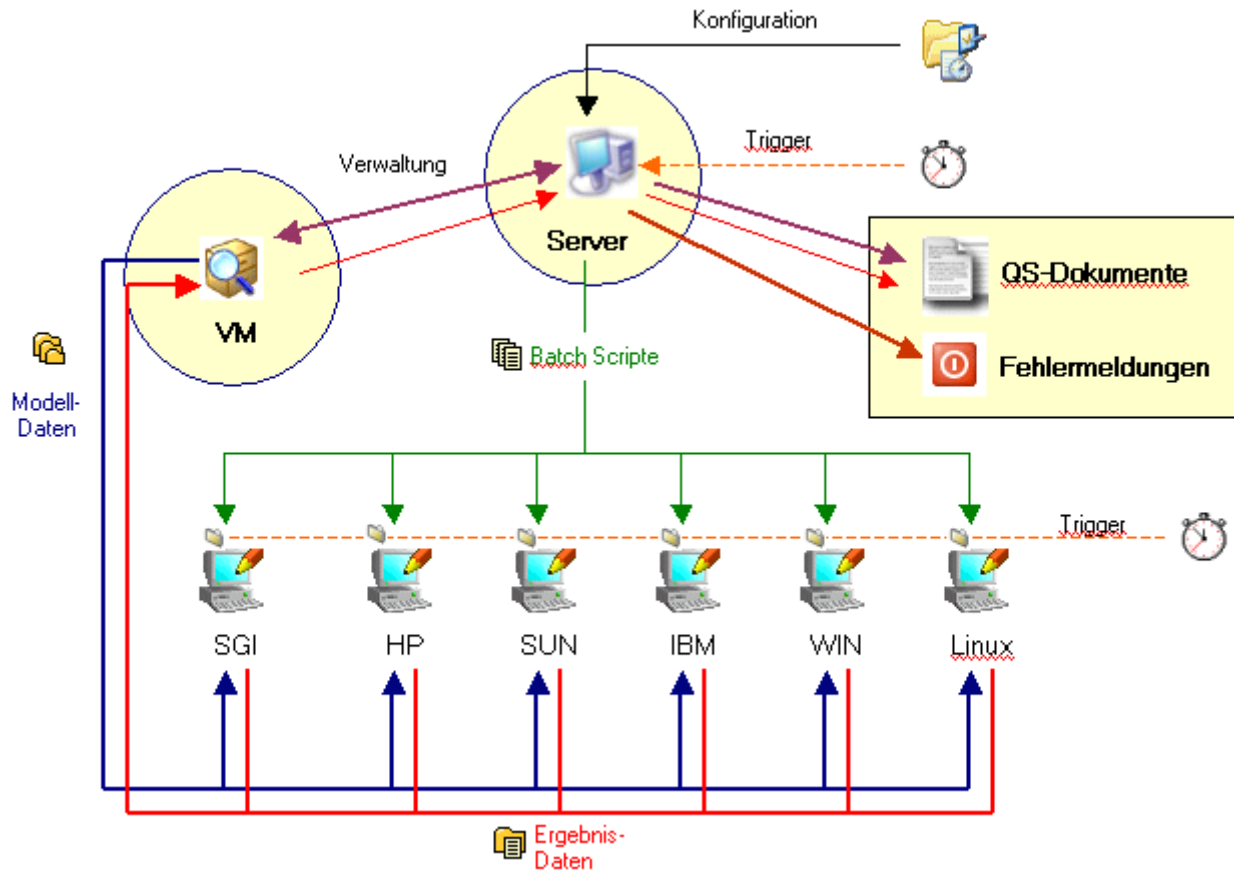 Konfiguration
Trigger
Verwaltung
Server
VM
QS-Dokumente
Fehlermeldungen
Batch Scripte
Modell-
Daten
Trigger
SGI
HP
SUN
IBM
WIN
Linux
Ergebnis-
Daten